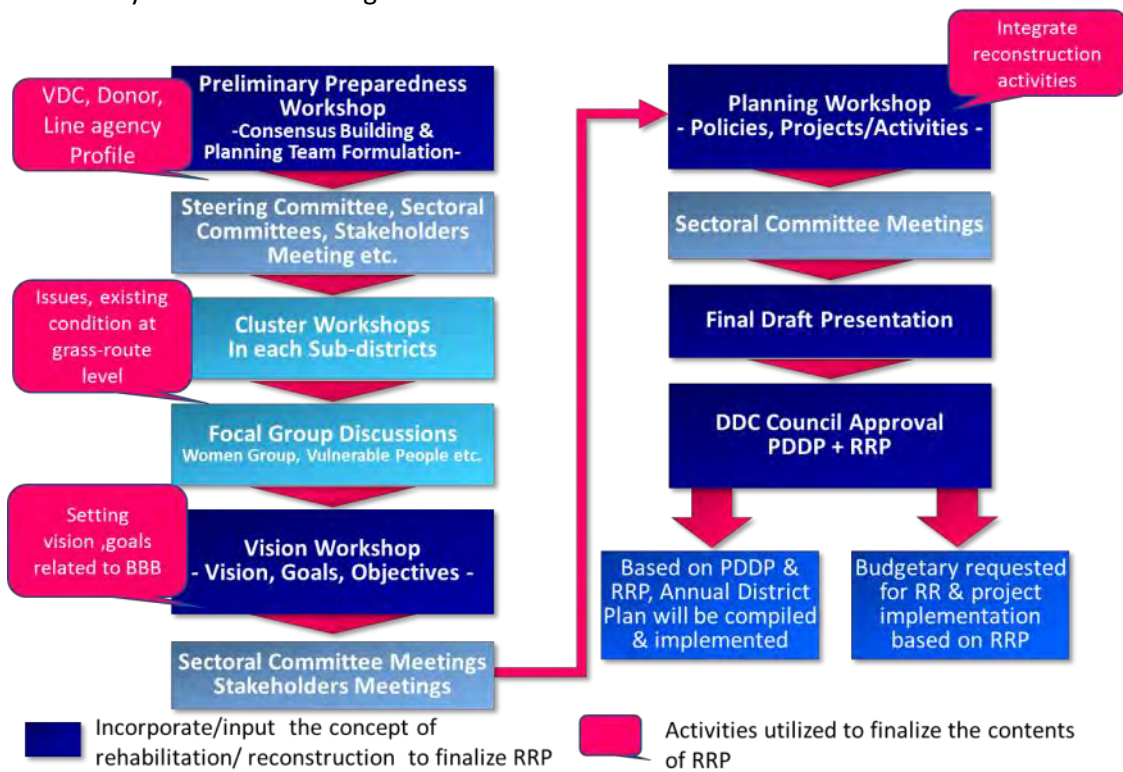 VDC, Donor,
Line agency
Profile
Preliminary Preparedness
Workshop
-Consensus Building &
Planning Team Formulation-
Steering Committee, Sectoral
Committees, Stakeholders
Meeting etc.
Issues, existing
condition at
grass-route
level
Cluster Workshops
In each Sub-districts
Focal Group Discussions
Women Group, Vulnerable People etc.
Setting
vision ,goals
related to BBB
Vision Workshop
- Vision, Goals, Objectives -
Sectoral Committee Meetings
Stakeholders Meetings
Integrate
reconstruction
activities
Planning Workshop
- Policies, Projects/Activities -
Sectoral Committee Meetings
Final Draft Presentation
DDC Council Approval
PDDP + RRP
Based on PDDP &
RRP, Annual District
Plan will be compiled
& implemented
Budgetary requested
for RR & project
implementation
based on RRP
Incorporate/input the concept of
rehabilitation/ reconstruction to finalize RRP
Activities utilized to finalize the contents
of RRP